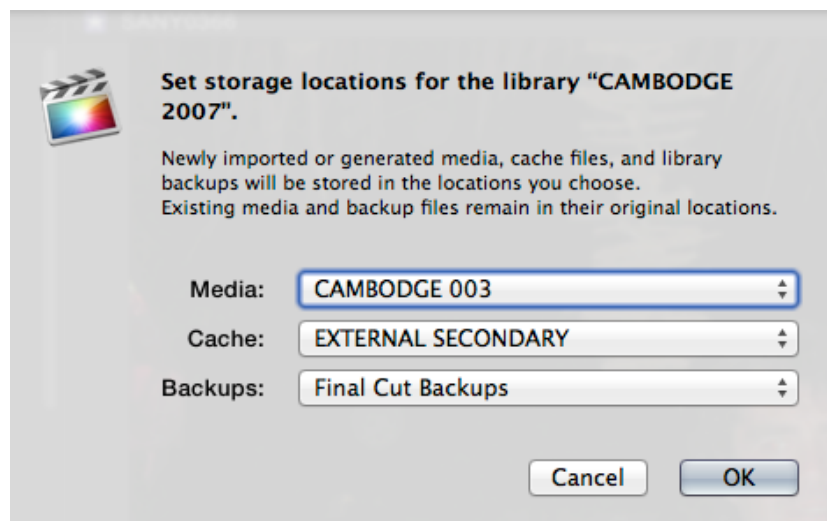 Set storage locations for the library “CAMBODGE
2007".
Newly imported or generated media, cache files, and library
backups will be stored in the locations you choose.
Existing media and backup files remain in their original locations.
Media: CAMBODGE 003
Cache: EXTERNAL SECONDARY
Backups: Final Cut Backups
Cancel OK